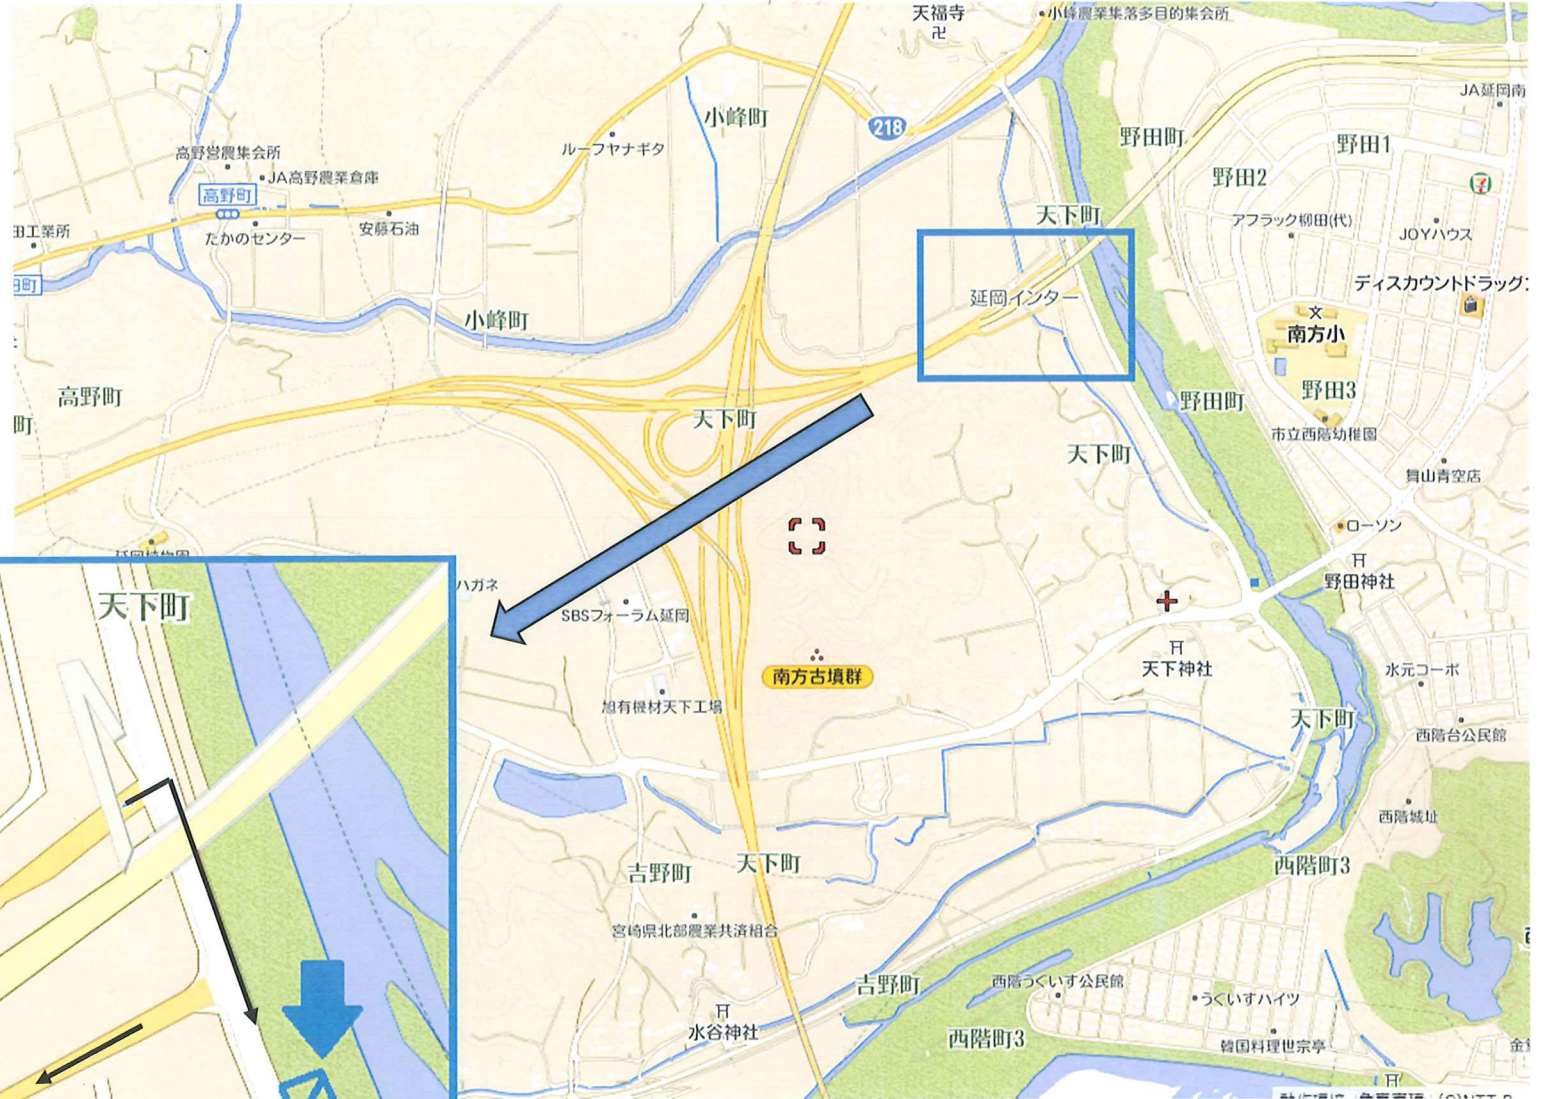 天福寺
小峰農業集落多目的集会所
JA延岡南
小峰町
218
野田町
野田1
ルーフヤナギタ
高野営農集会所
JA高野農業倉庫
高野町
野田2
天下町
アフラック柳田(代)
JOYハウス
田工業所
たかのセンター
安藤石油
延岡インター
ディスカウントドラッグ
小峰町
文
南方小
高野町
町
天下町
野田3
野田町
市立西階幼稚園
天下町
舞山青空店
ローソン
野田神社
ハガネ
SBSフォーラム延岡
天下町
天下神社
南方古墳群
水元コーポ
旭有機材天下工場
天下町
西階台公民館
西階城址
吉野町
天下町
西階町3
宮崎県北部農業共済組合
吉野町
西階うぐいす公民館
うぐいすハイツ
水谷神社
西階町3
韓国料理世宗亭